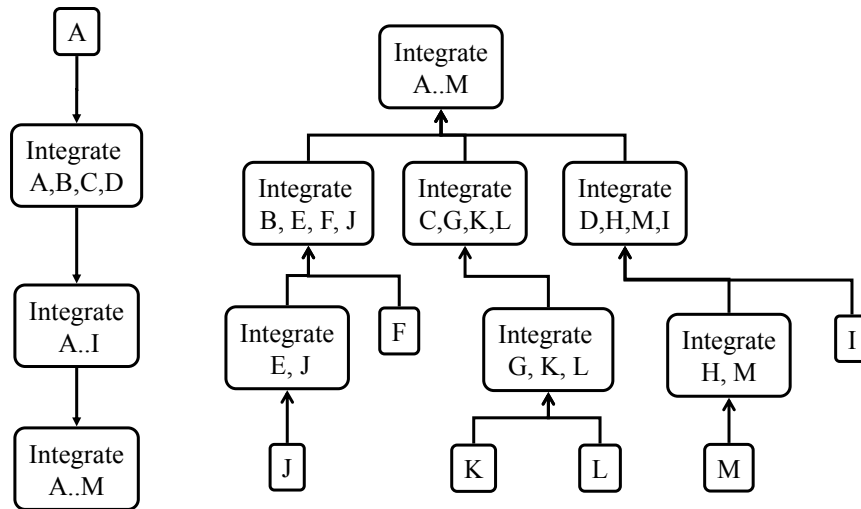 A
Integrate
A,B,C,D
Integrate
A..I
Integrate
A..M
Integrate
A..M
Integrate
B, E, F, J
Integrate
C,G,K,L
Integrate
D,H,M,I
Integrate
E, J
F
Integrate
G, K, L
Integrate
H, M
I
J
K
L
M